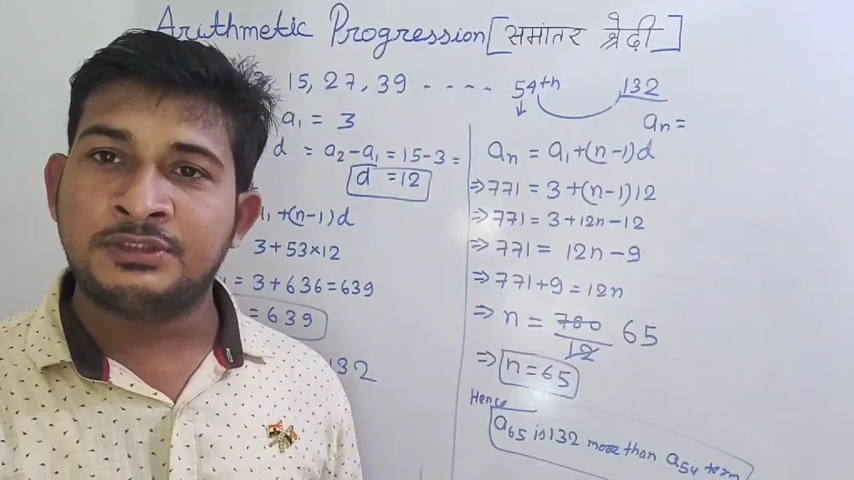 Arithmetic Progression [समांतर श्रेढ़ी]
15, 27, 39 - - - - - 54th 132
a₁ = 3
d = a₂-a₁ = 15-3 =
d = 12
+(n-1)d
3+53×12
= 3+636=639
= 639
132
aₙ=
aₙ = a₁+(n-1)d
⇒771 = 3+(n-1)12
⇒771 = 3+12n-12
⇒771 = 12n-9
⇒771+9=12n
⇒ n = 780/12 65
⇒ n=65
Hence
a₆₅ is 132 more than a₅₄ term